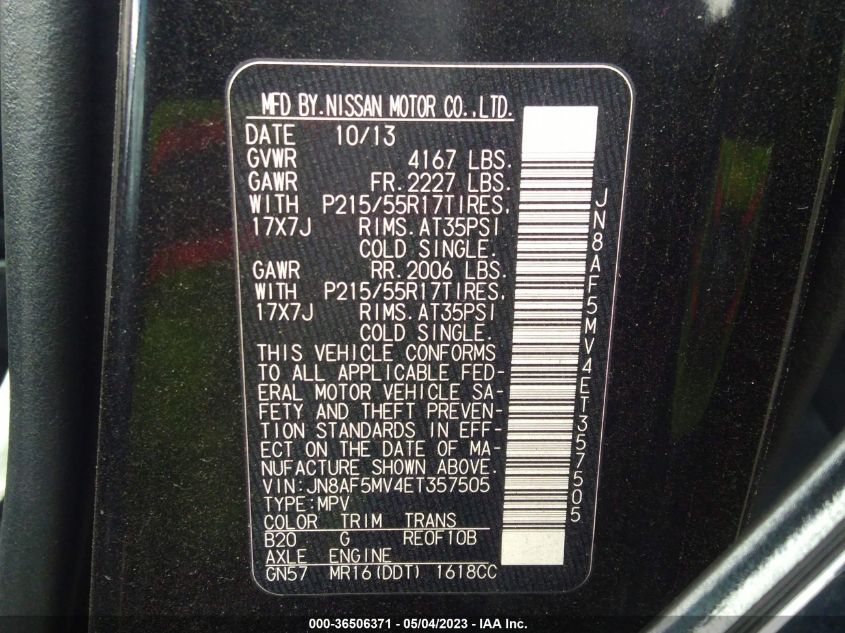 MFD BY.NISSAN MOTOR CO.,LTD.
DATE 10/13
GVWR 4167 LBS.
GAWR FR.2227 LBS.
WITH P215/55R17TIRES,
17X7J RIMS.AT35PSI
COLD SINGLE.
GAWR RR.2006 LBS.
WITH P215/55R17TIRES,
17X7J RIMS.AT35PSI
COLD SINGLE.
THIS VEHICLE CONFORMS
TO ALL APPLICABLE FED-
ERAL MOTOR VEHICLE SA-
FETY AND THEFT PREVEN-
TION STANDARDS IN EFF-
ECT ON THE DATE OF MA-
NUFACTURE SHOWN ABOVE.
VIN:JN8AF5MV4ET357505
TYPE:MPV
COLOR TRIM TRANS
B20 G RE0F10B
AXLE ENGINE
GN57 MR16(DDT) 1618CC
JN8AF5MV4ET357505
000-36506371 - 05/04/2023 - IAA Inc.